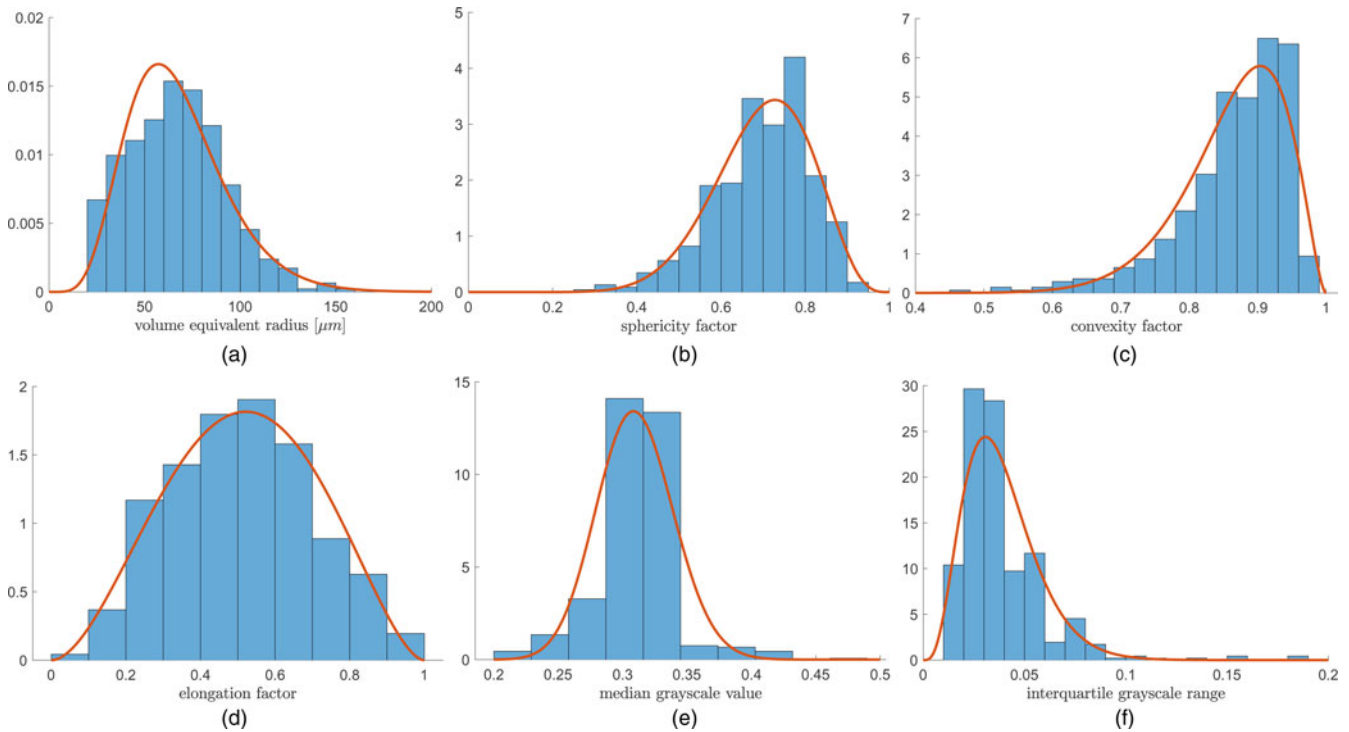 0.02
0.015
0.01
0.005
0
0 50 100 150 200
volume equivalent radius [μm]
(a)
5
4
3
2
1
0
0 0.2 0.4 0.6 0.8 1
sphericity factor
(b)
7
6
5
4
3
2
1
0
0.4 0.5 0.6 0.7 0.8 0.9 1
convexity factor
(c)
2
1.5
1
0.5
0
0 0.2 0.4 0.6 0.8 1
elongation factor
(d)
15
10
5
0
0.2 0.25 0.3 0.35 0.4 0.45 0.5
median grayscale value
(e)
30
25
20
15
10
5
0
0 0.05 0.1 0.15 0.2
interquartile grayscale range
(f)